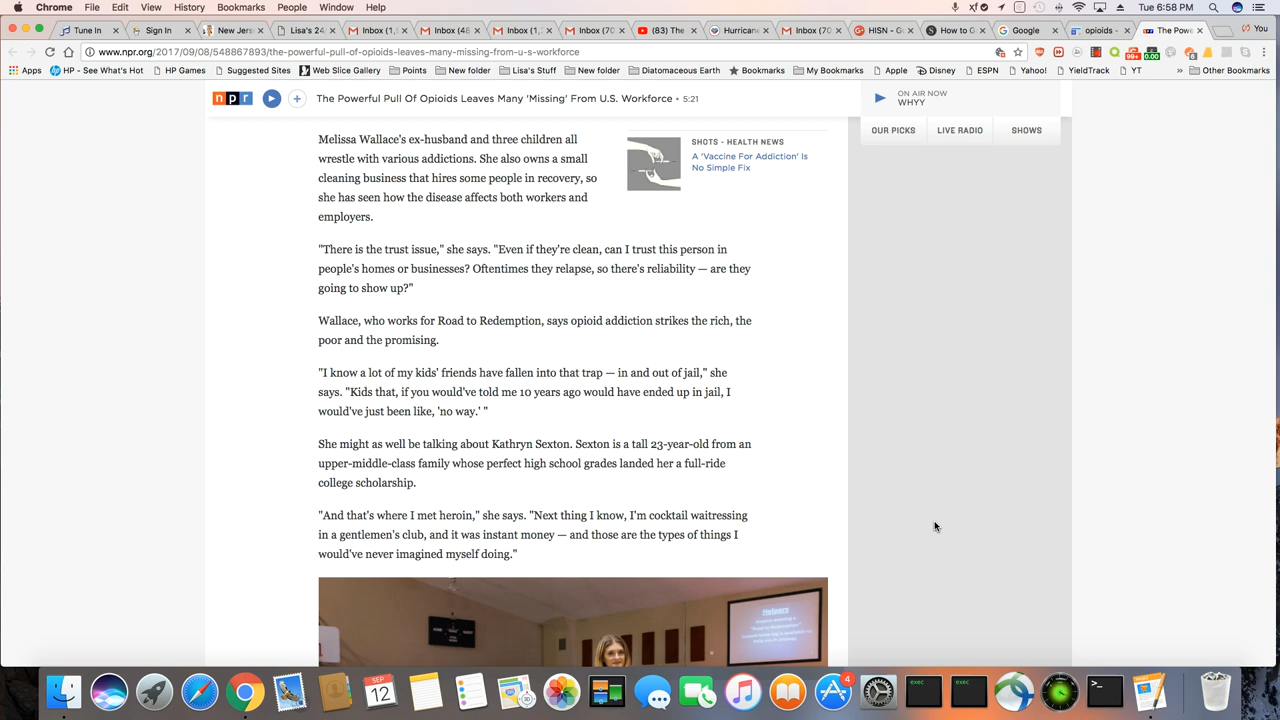 Chrome File Edit View History Bookmarks People Window Help Tue 6:58 PM
Tune In Sign In New Jers Lisa's 24, Inbox (1, Inbox (48 Inbox (1,3 Inbox (70 (83) The Hurricane Inbox (70 HISN - G How to G Google opioids - The Powe You
www.npr.org/2017/09/08/548867893/the-powerful-pull-of-opioids-leaves-many-missing-from-u-s-workforce
Apps HP - See What's Hot HP Games Suggested Sites Web Slice Gallery Point New folder Lisa's Stuff New folder Diatomaceous Earth Bookmarks My Bookmarks Apple Disney ESPN Yahoo! YieldTrack YT » Other Bookmarks
npr The Powerful Pull Of Opioids Leaves Many 'Missing' From U.S. Workforce • 5:21
ON AIR NOW
WHYY
OUR PICKS LIVE RADIO SHOWS
Melissa Wallace's ex-husband and three children all
wrestle with various addictions. She also owns a small
cleaning business that hires some people in recovery, so
she has seen how the disease affects both workers and
employers.
SHOTS - HEALTH NEWS
A 'Vaccine For Addiction' Is
No Simple Fix
"There is the trust issue," she says. "Even if they're clean, can I trust this person in
people's homes or businesses? Oftentimes they relapse, so there's reliability — are they
going to show up?"
Wallace, who works for Road to Redemption, says opioid addiction strikes the rich, the
poor and the promising.
"I know a lot of my kids' friends have fallen into that trap — in and out of jail," she
says. "Kids that, if you would've told me 10 years ago would have ended up in jail, I
would've just been like, 'no way.' "
She might as well be talking about Kathryn Sexton. Sexton is a tall 23-year-old from an
upper-middle-class family whose perfect high school grades landed her a full-ride
college scholarship.
"And that's where I met heroin," she says. "Next thing I know, I'm cocktail waitressing
in a gentlemen's club, and it was instant money — and those are the types of things I
would've never imagined myself doing."
Helpers
SEP
12
exec exec
4